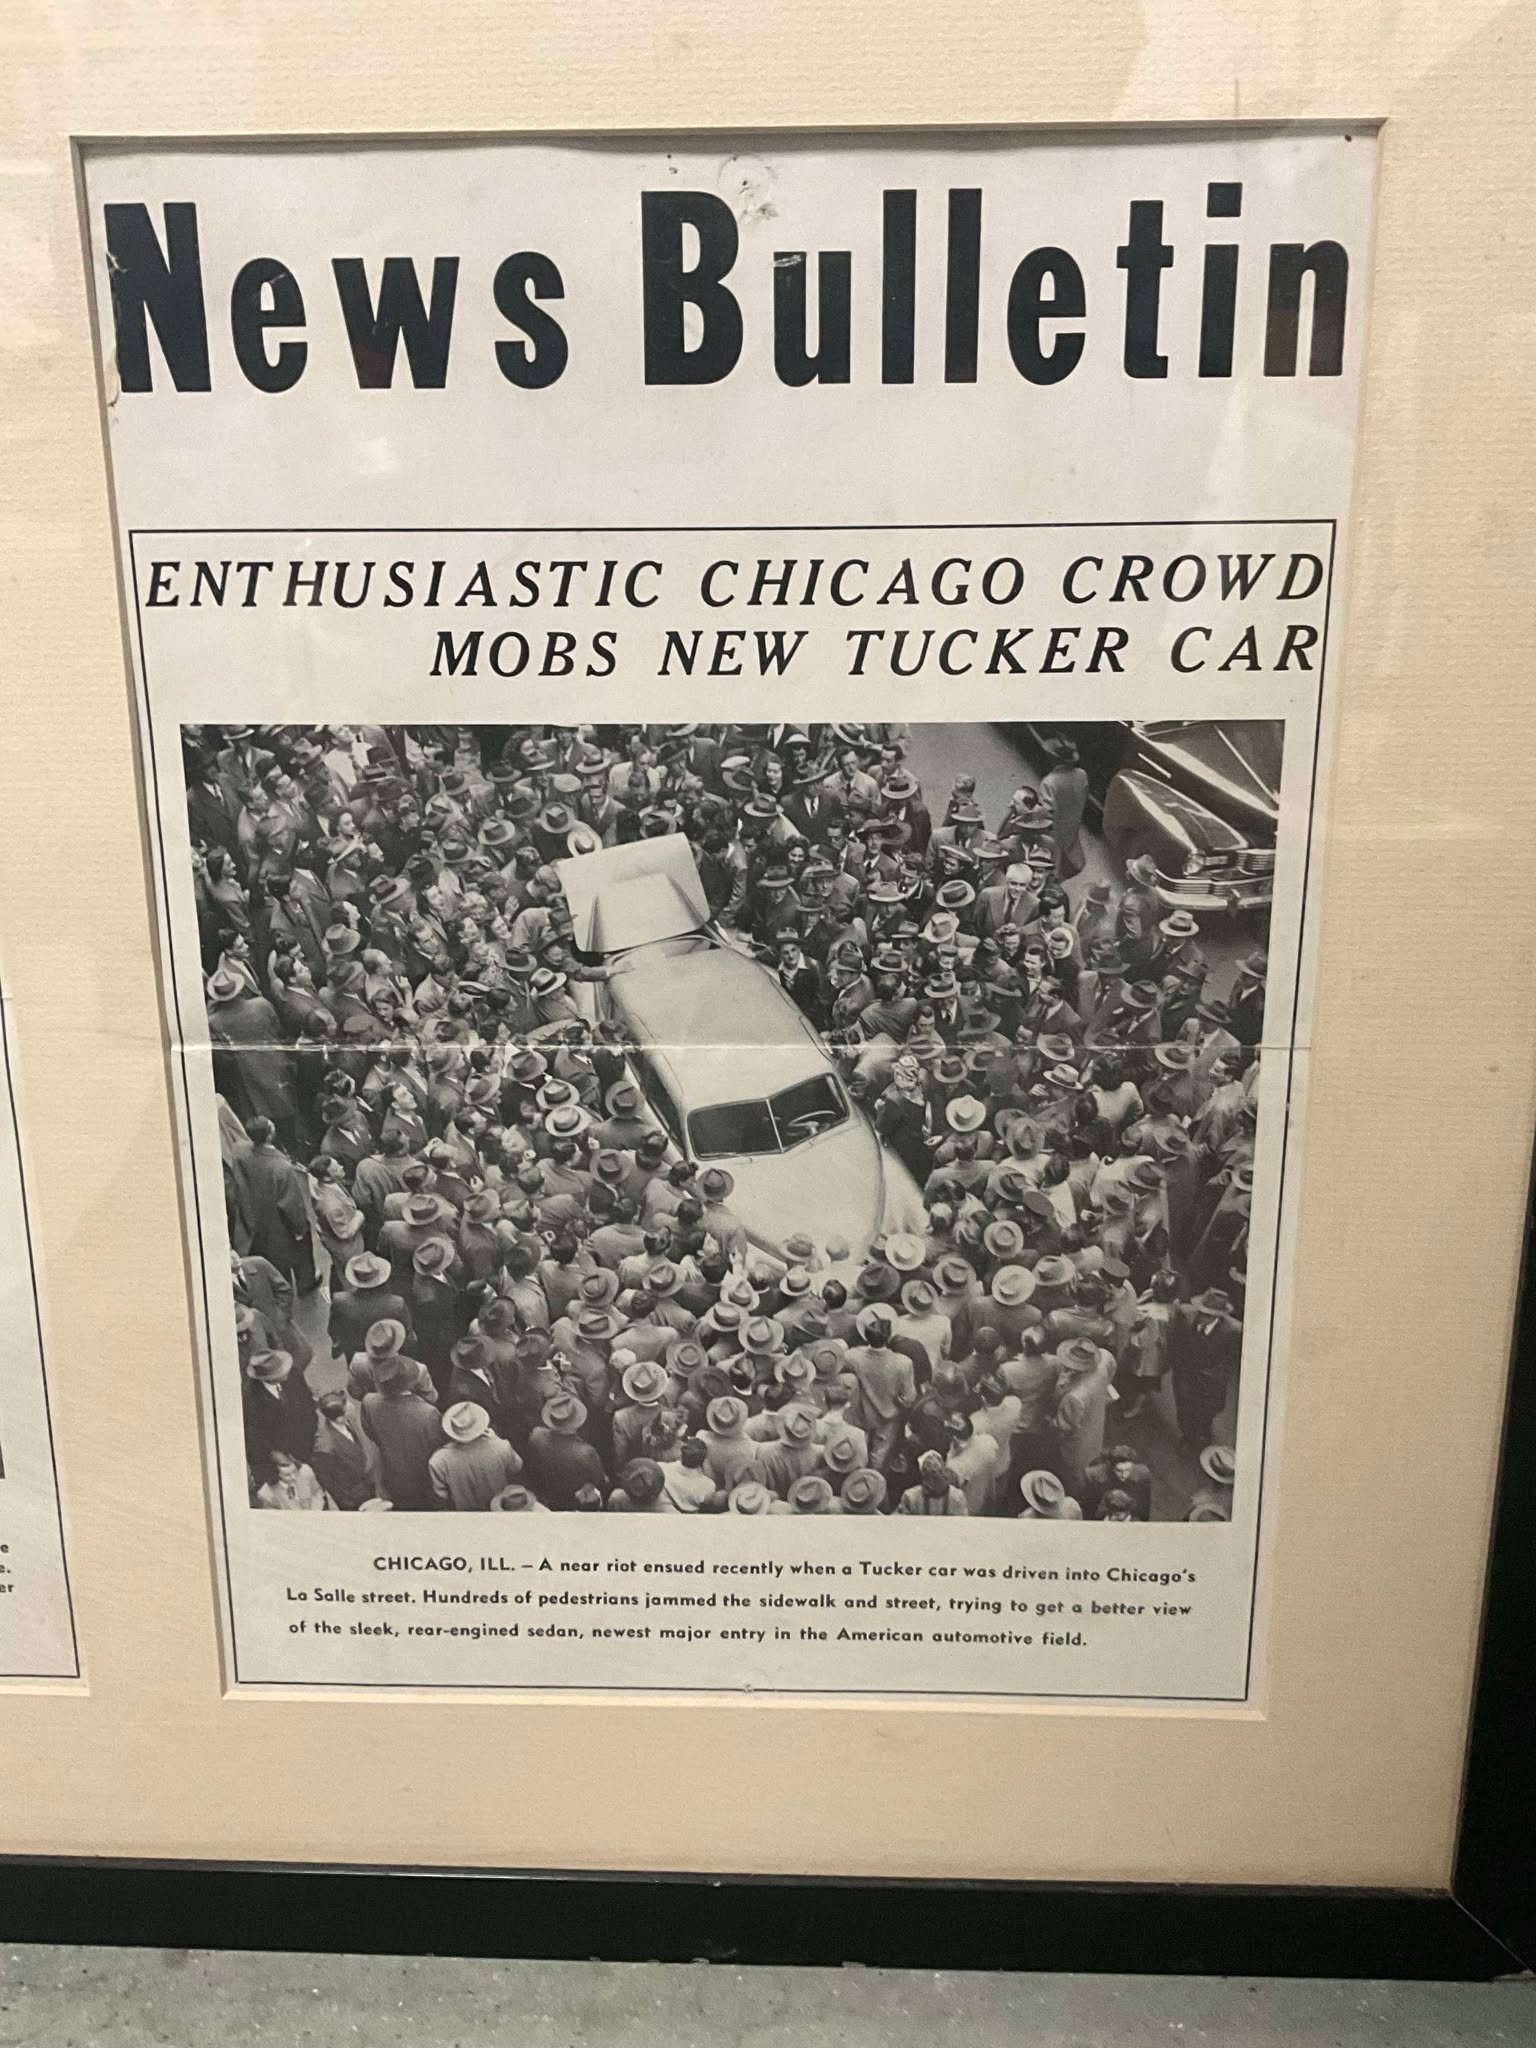 News Bulletin
ENTHUSIASTIC CHICAGO CROWD
MOBS NEW TUCKER CAR
CHICAGO, ILL. – A near riot ensued recently when a Tucker car was driven into Chicago's
La Salle street. Hundreds of pedestrians jammed the sidewalk and street, trying to get a better view
of the sleek, rear-engined sedan, newest major entry in the American automotive field.